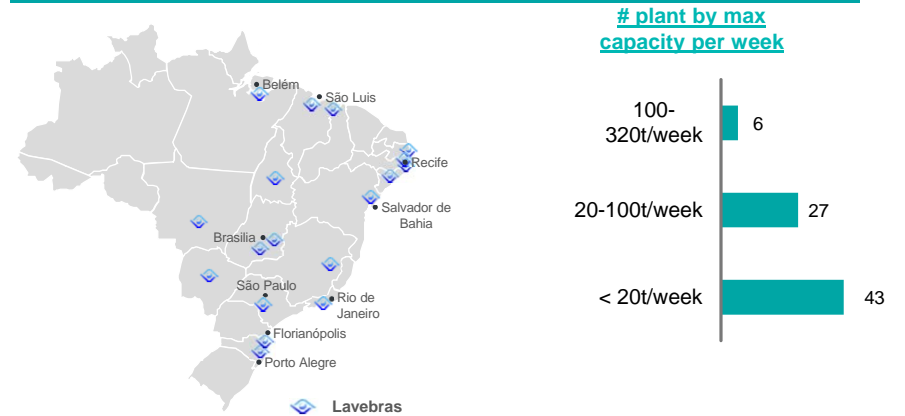 # plant by max
capacity per week
Belém
São Luis
Recife
Salvador de
Bahia
Brasilia
São Paulo
Rio de
Janeiro
Florianópolis
Porto Alegre
Lavebras
100-
320t/week
6
20-100t/week
27
< 20t/week
43